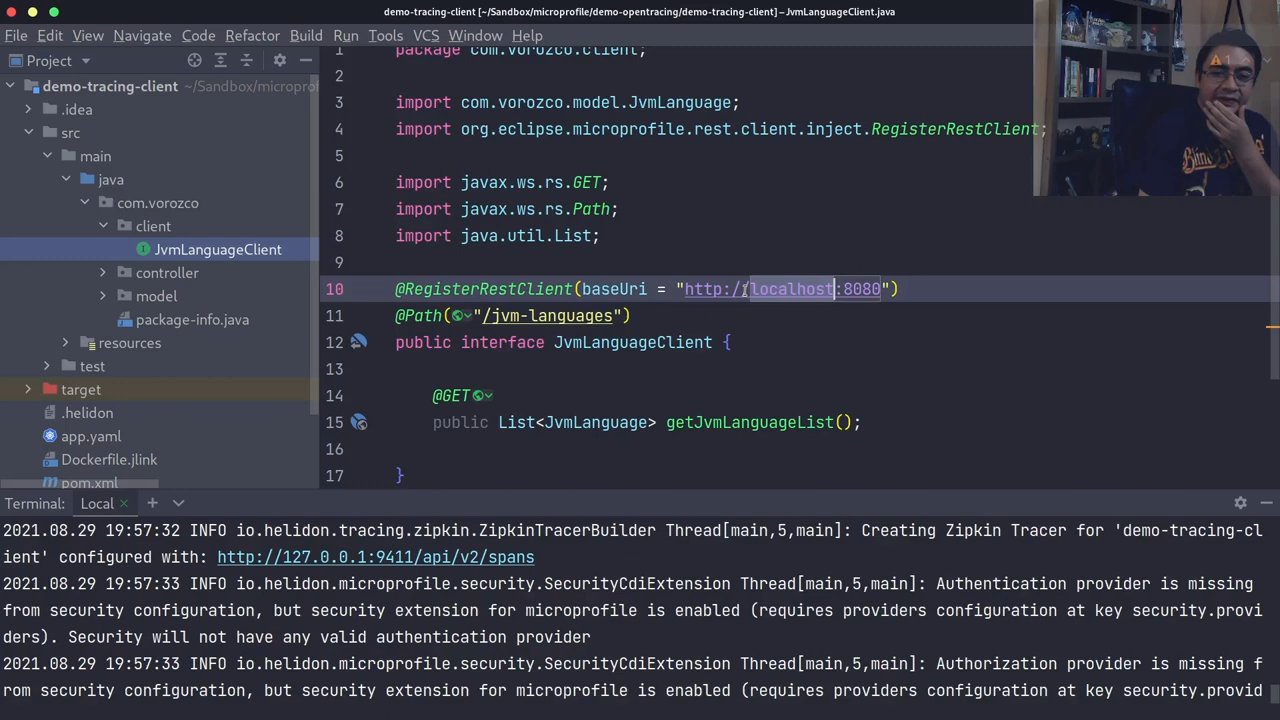 demo-tracing-client [~/Sandbox/microprofile/demo-opentracing/demo-tracing-client] – JvmLanguageClient.java
File Edit View Navigate Code Refactor Build Run Tools VCS Window Help
Project
demo-tracing-client ~/Sandbox/microprof
.idea
src
main
java
com.vorozco
client
JvmLanguageClient
controller
model
package-info.java
resources
test
target
.helidon
app.yaml
Dockerfile.jlink
pom.xml
1 package com.vorozco.client;
2
3 import com.vorozco.model.JvmLanguage;
4 import org.eclipse.microprofile.rest.client.inject.RegisterRestClient;
5
6 import javax.ws.rs.GET;
7 import javax.ws.rs.Path;
8 import java.util.List;
9
10 @RegisterRestClient(baseUri = "http://localhost:8080")
11 @Path("/jvm-languages")
12 public interface JvmLanguageClient {
13
14 @GET
15 public List<JvmLanguage> getJvmLanguageList();
16
17 }
1
Terminal: Local
2021.08.29 19:57:32 INFO io.helidon.tracing.zipkin.ZipkinTracerBuilder Thread[main,5,main]: Creating Zipkin Tracer for 'demo-tracing-cl
ient' configured with: http://127.0.0.1:9411/api/v2/spans
2021.08.29 19:57:33 INFO io.helidon.microprofile.security.SecurityCdiExtension Thread[main,5,main]: Authentication provider is missing
from security configuration, but security extension for microprofile is enabled (requires providers configuration at key security.provi
ders). Security will not have any valid authentication provider
2021.08.29 19:57:33 INFO io.helidon.microprofile.security.SecurityCdiExtension Thread[main,5,main]: Authorization provider is missing f
rom security configuration, but security extension for microprofile is enabled (requires providers configuration at key security.provid